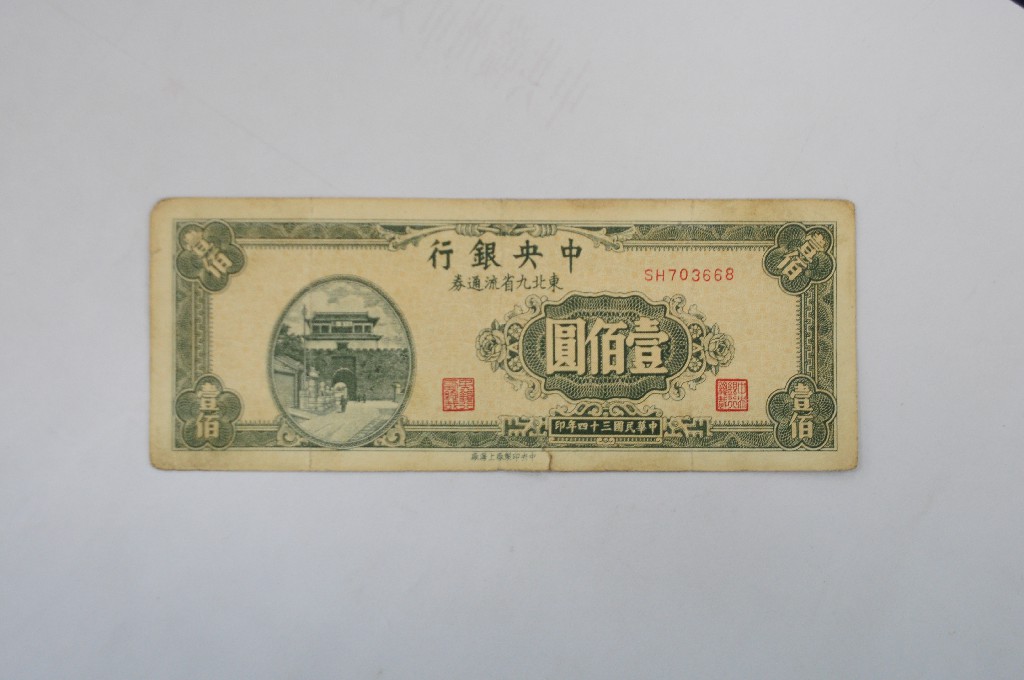 中央銀行
東北九省流通券
SH703668
壹佰
壹佰
壹佰圓
壹佰
壹佰
中華民國三十四年印